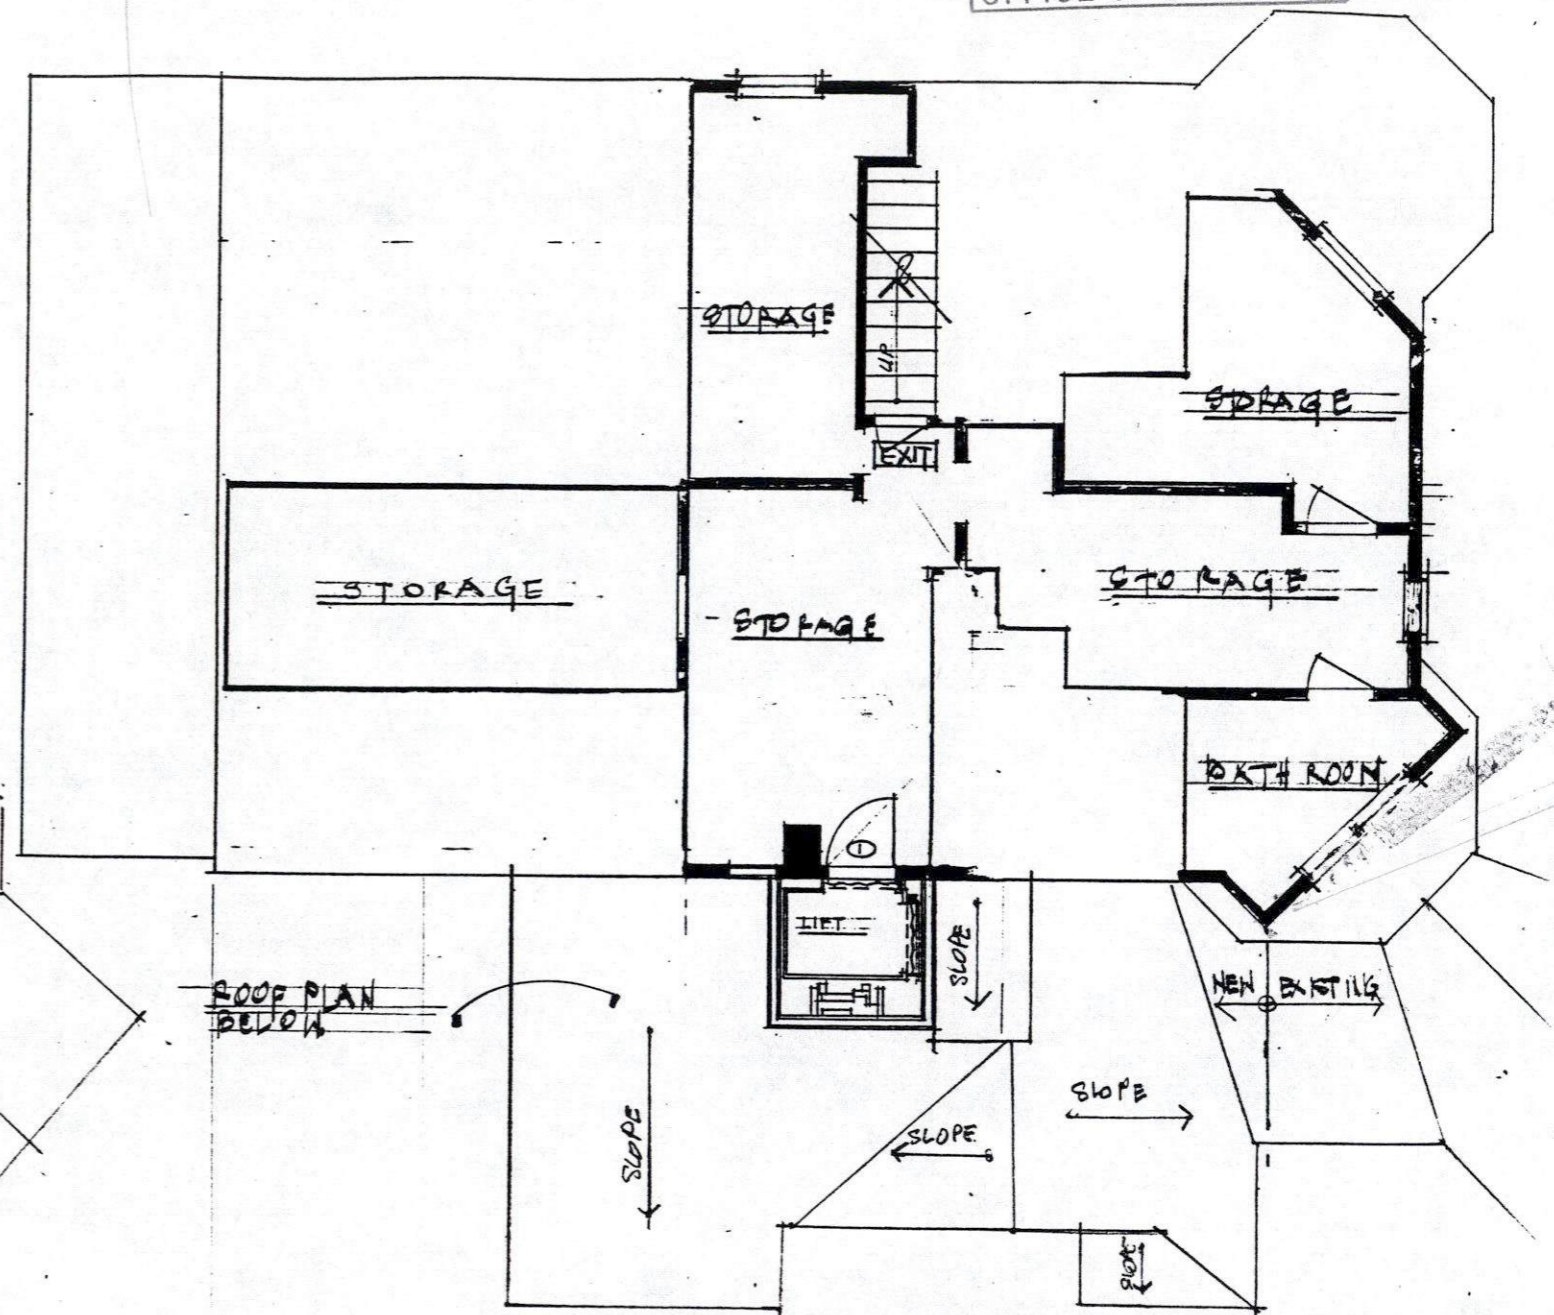 STORAGE
UP
STORAGE
EXIT
STORAGE
STORAGE
STORAGE
BATH ROOM
1
LIFT
SLOPE
NEW
EXISTING
ROOF PLAN
BELOW
SLOPE
SLOPE
SLOPE
SLOPE